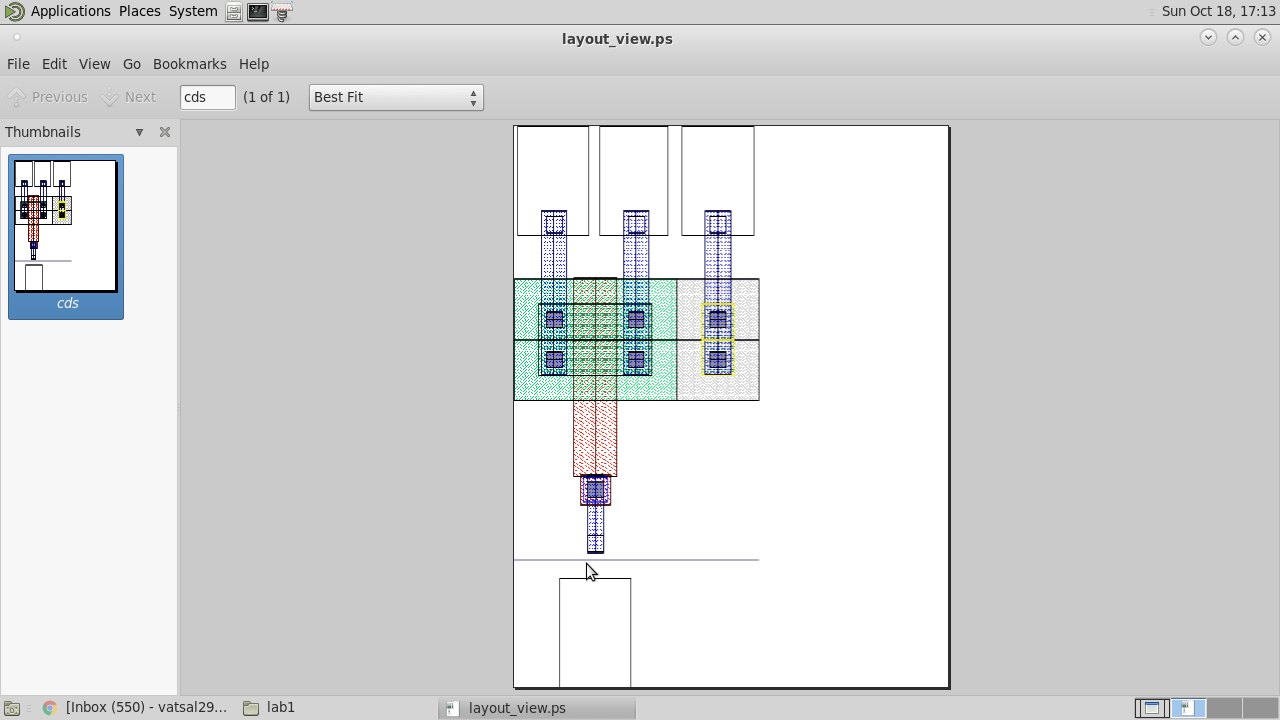 Applications Places System Sun Oct 18, 17:13
layout_view.ps
File Edit View Go Bookmarks Help
Previous Next cds (1 of 1) Best Fit
Thumbnails
cds
[Inbox (550) - vatsal29... lab1 layout_view.ps